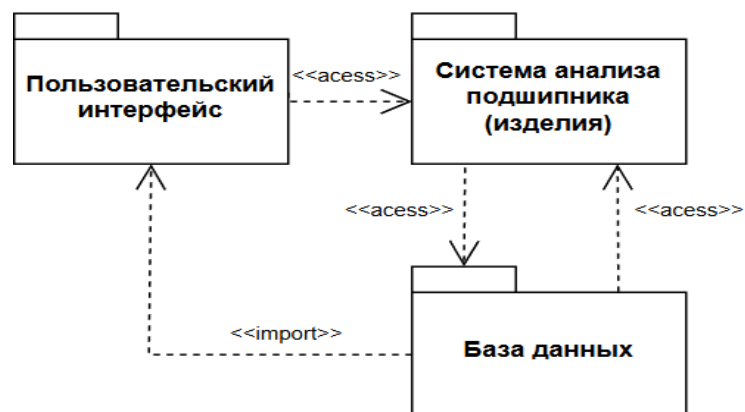 Пользовательский
интерфейс
<<acess>>
Система анализа
подшипника
(изделия)
<<acess>>
<<acess>>
<<import>>
База данных